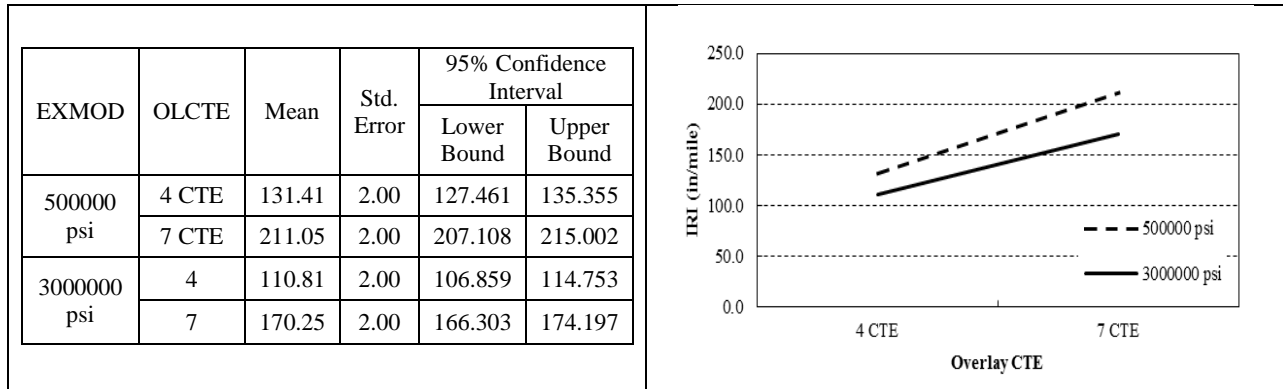 EXMOD OLCTE Mean Std. Error 95% Confidence Interval
Lower Bound Upper Bound
500000 psi 4 CTE 131.41 2.00 127.461 135.355
7 CTE 211.05 2.00 207.108 215.002
3000000 psi 4 110.81 2.00 106.859 114.753
7 170.25 2.00 166.303 174.197
IRI (in/mile)
250.0
200.0
150.0
100.0
50.0
0.0
500000 psi
3000000 psi
4 CTE 7 CTE
Overlay CTE